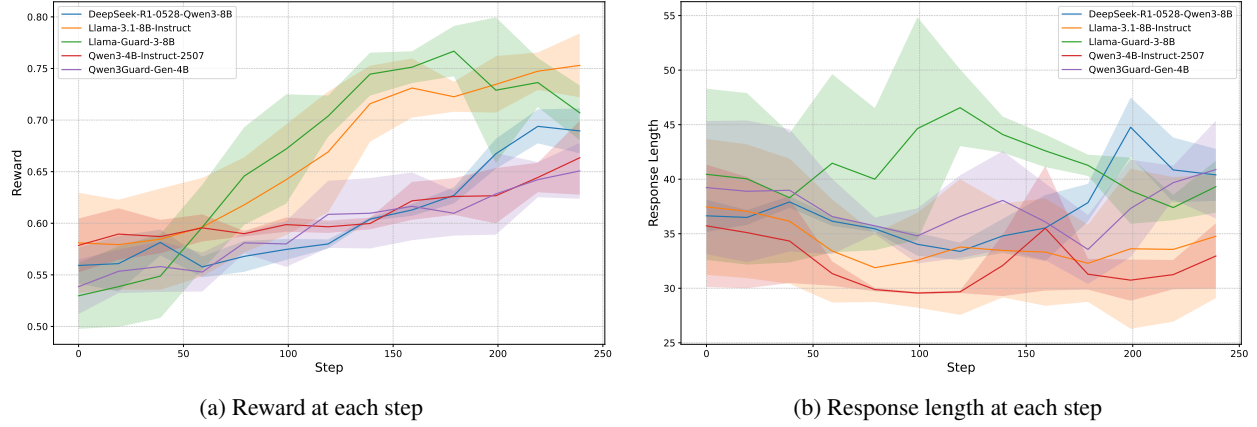 DeepSeek-R1-0528-Qwen3-8B
Llama-3.1-8B-Instruct
Llama-Guard-3-8B
Qwen3-4B-Instruct-2507
Qwen3Guard-Gen-4B
0.80
0.75
0.70
0.65
0.60
0.55
0.50
Reward
0 50 100 150 200 250
Step
(a) Reward at each step
DeepSeek-R1-0528-Qwen3-8B
Llama-3.1-8B-Instruct
Llama-Guard-3-8B
Qwen3-4B-Instruct-2507
Qwen3Guard-Gen-4B
55
50
45
40
35
30
25
Response Length
0 50 100 150 200 250
Step
(b) Response length at each step